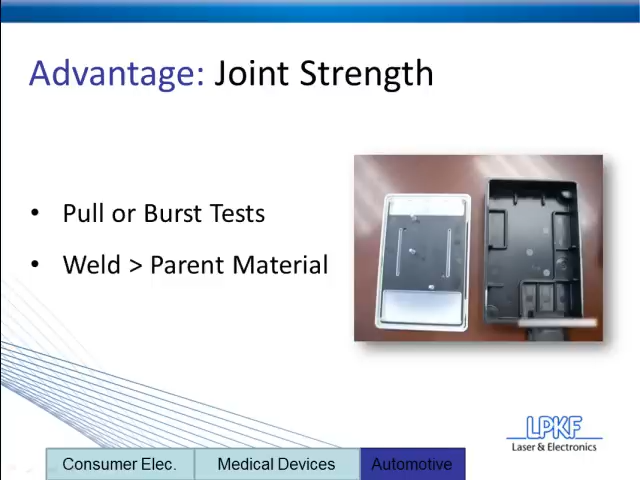 Advantage: Joint Strength
• Pull or Burst Tests
• Weld > Parent Material
LPKF
Laser & Electronics
Consumer Elec. Medical Devices Automotive